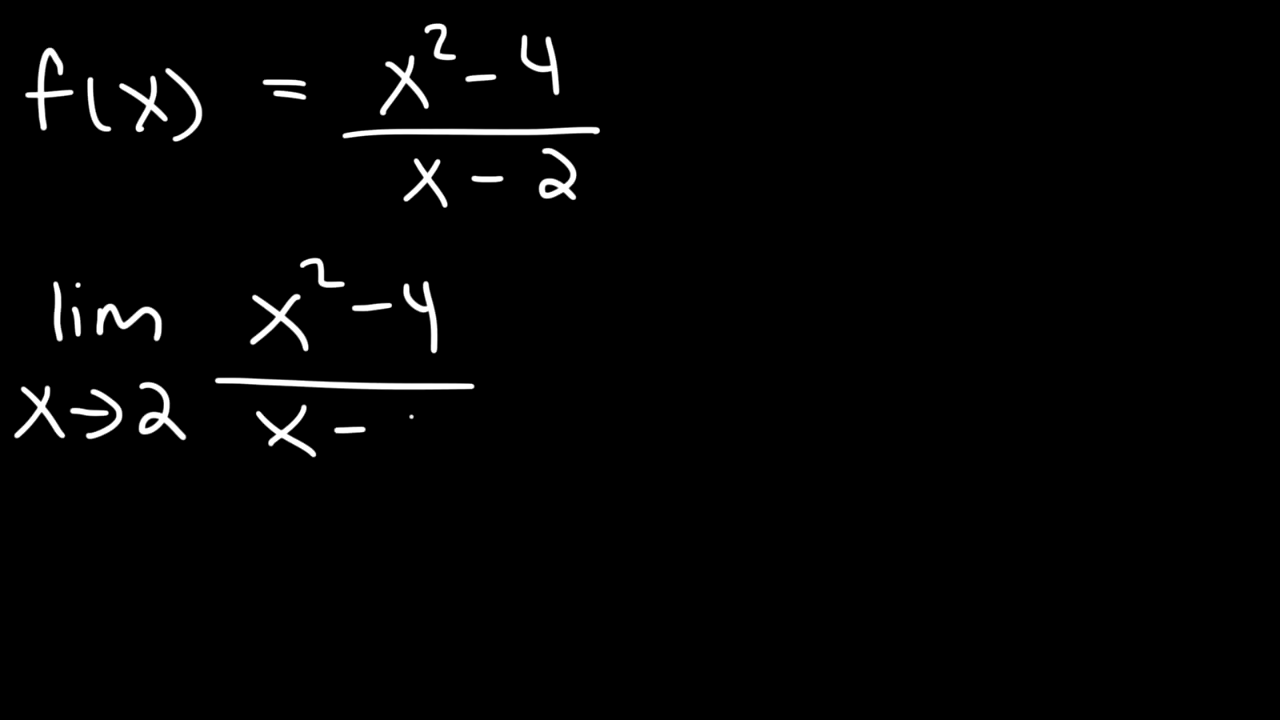 f(x) = x² - 4
x - 2
lim x² - 4
x→2 x -